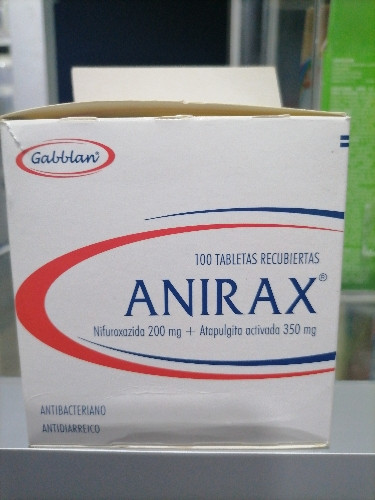 Gabblan®
100 TABLETAS RECUBIERTAS
ANIRAX®
Nifuroxazida 200 mg + Atapulgita activada 350 mg
ANTIBACTERIANO
ANTIDIARREICO